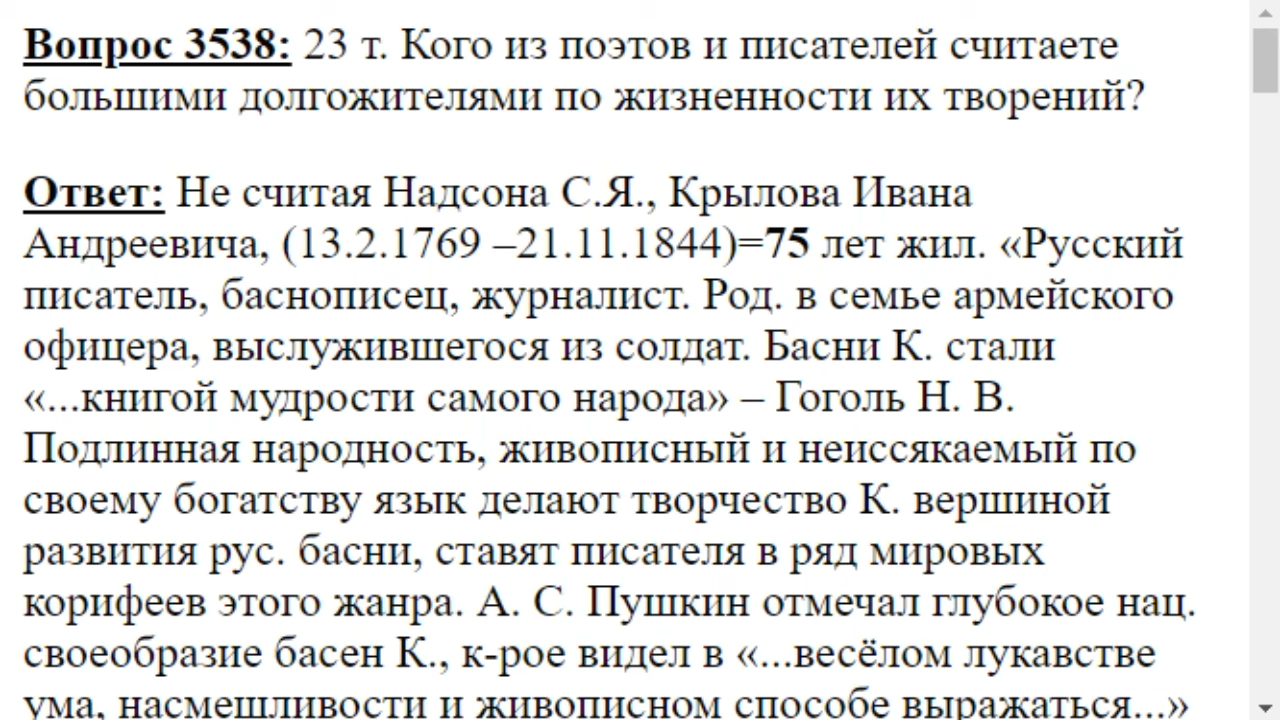 Вопрос 3538: 23 т. Кого из поэтов и писателей считаете
большими долгожителями по жизненности их творений?
Ответ: Не считая Надсона С.Я., Крылова Ивана
Андреевича, (13.2.1769 –21.11.1844)=75 лет жил. «Русский
писатель, баснописец, журналист. Род. в семье армейского
офицера, выслужившегося из солдат. Басни К. стали
«...книгой мудрости самого народа» – Гоголь Н. В.
Подлинная народность, живописный и неиссякаемый по
своему богатству язык делают творчество К. вершиной
развития рус. басни, ставят писателя в ряд мировых
корифеев этого жанра. А. С. Пушкин отмечал глубокое нац.
своеобразие басен К., к-рое видел в «...весёлом лукавстве
ума, насмешливости и живописном способе выражаться...»